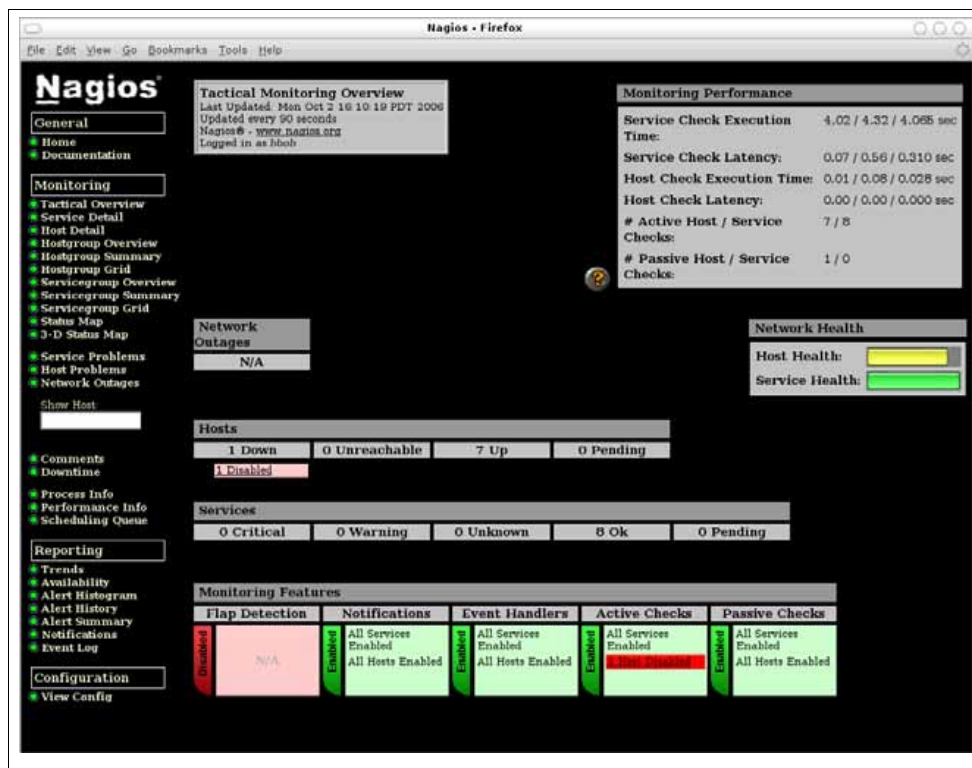 Nagios - Firefox
File Edit View Go Bookmarks Tools Help
Nagios®
General
Home
Documentation
Monitoring
Tactical Overview
Service Detail
Host Detail
Hostgroup Overview
Hostgroup Summary
Hostgroup Grid
Servicegroup Overview
Servicegroup Summary
Servicegroup Grid
Status Map
3-D Status Map
Service Problems
Host Problems
Network Outages
Show Host:
Comments
Downtime
Process Info
Performance Info
Scheduling Queue
Reporting
Trends
Availability
Alert Histogram
Alert History
Alert Summary
Notifications
Event Log
Configuration
View Config
Tactical Monitoring Overview
Last Updated: Mon Oct 2 16:10:19 PDT 2006
Updated every 90 seconds
Nagios® - www.nagios.org
Logged in as hbob
Monitoring Performance
Service Check Execution Time: 4.02 / 4.32 / 4.065 sec
Service Check Latency: 0.07 / 0.56 / 0.310 sec
Host Check Execution Time: 0.01 / 0.08 / 0.028 sec
Host Check Latency: 0.00 / 0.00 / 0.000 sec
# Active Host / Service Checks: 7 / 8
# Passive Host / Service Checks: 1 / 0
Network Outages
N/A
Network Health
Host Health:
Service Health:
Hosts
1 Down 0 Unreachable 7 Up 0 Pending
1 Disabled
Services
0 Critical 0 Warning 0 Unknown 8 Ok 0 Pending
Monitoring Features
Flap Detection Notifications Event Handlers Active Checks Passive Checks
Disabled
N/A
Enabled
All Services Enabled
All Hosts Enabled
Enabled
All Services Enabled
All Hosts Enabled
Enabled
All Services Enabled
1 Host Disabled
Enabled
All Services Enabled
All Hosts Enabled